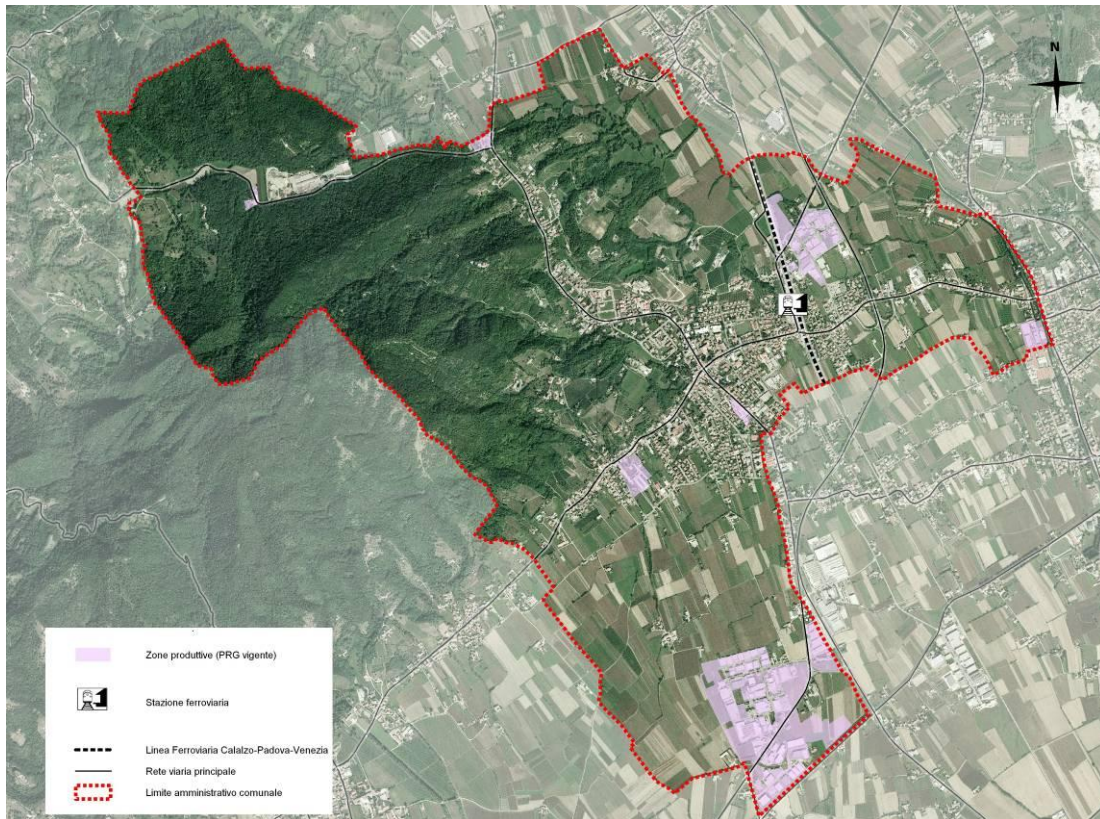 N
Zone produttive (PRG vigente)
Stazione ferroviaria
Linea Ferroviaria Calalzo-Padova-Venezia
Rete viaria principale
Limite amministrativo comunale